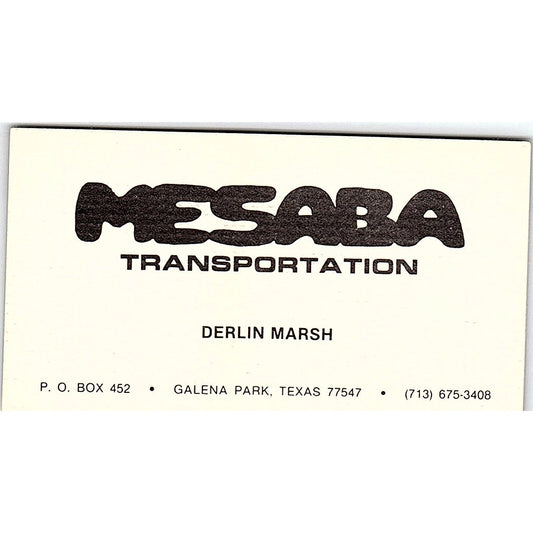 MESABA
TRANSPORTATION
DERLIN MARSH
P. O. BOX 452 • GALENA PARK, TEXAS 77547 • (713) 675-3408